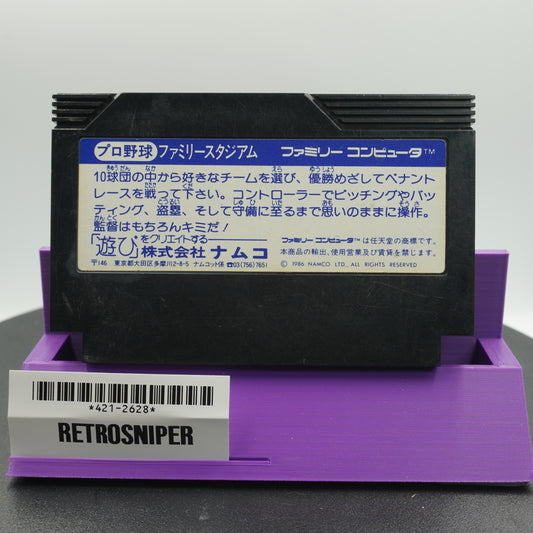 プロ野球 ファミリースタジアム ファミリー コンピュータ™
10球団の中から好きなチームを選び、優勝めざしてペナント
レースを戦って下さい。コントローラーでピッチングやバッ
ティング、盗塁、そして守備に至るまで思いのままに操作。
監督はもちろんキミだ!
「遊び」をクリエイトする 株式会社ナムコ
〒146 東京都大田区多摩川2-8-5 ナムコット係 ☎03(756)7651
ファミリー コンピュータ™は任天堂の商標です。
本商品の輸出、使用営業及び賃貸を禁じます。
© 1986 NAMCO LTD., ALL RIGHTS RESERVED
*421-2628*
RETROSNIPER